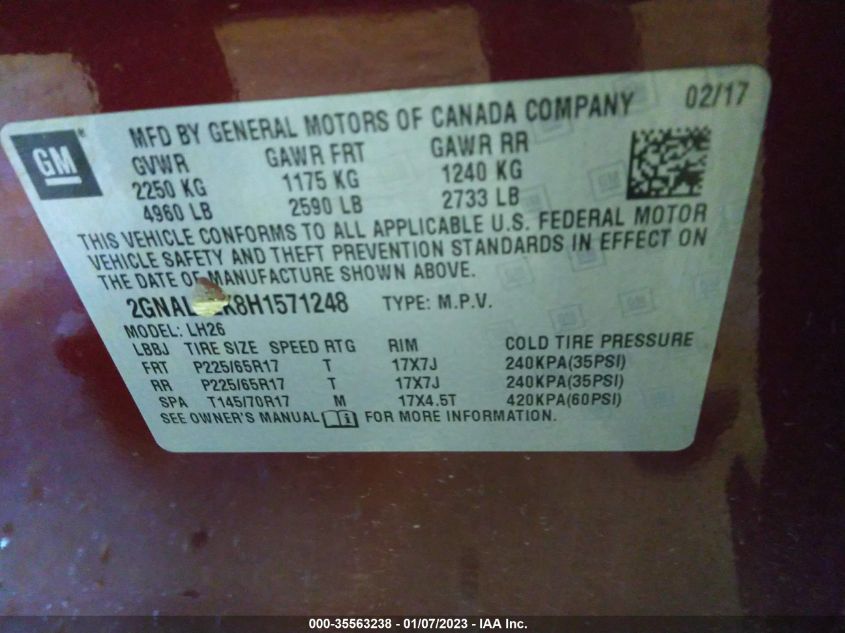 GM
MFD BY GENERAL MOTORS OF CANADA COMPANY 02/17
GVWR GAWR FRT GAWR RR
2250 KG 1175 KG 1240 KG
4960 LB 2590 LB 2733 LB
THIS VEHICLE CONFORMS TO ALL APPLICABLE U.S. FEDERAL MOTOR
VEHICLE SAFETY AND THEFT PREVENTION STANDARDS IN EFFECT ON
THE DATE OF MANUFACTURE SHOWN ABOVE.
TYPE: M.P.V.
MODEL: LH26
LBBJ TIRE SIZE SPEED RTG RIM COLD TIRE PRESSURE
FRT P225/65R17 T 17X7J 240KPA(35PSI)
RR P225/65R17 T 17X7J 240KPA(35PSI)
SPA T145/70R17 M 17X4.5T 420KPA(60PSI)
SEE OWNER'S MANUAL FOR MORE INFORMATION.
000-35563238 - 01/07/2023 - IAA Inc.